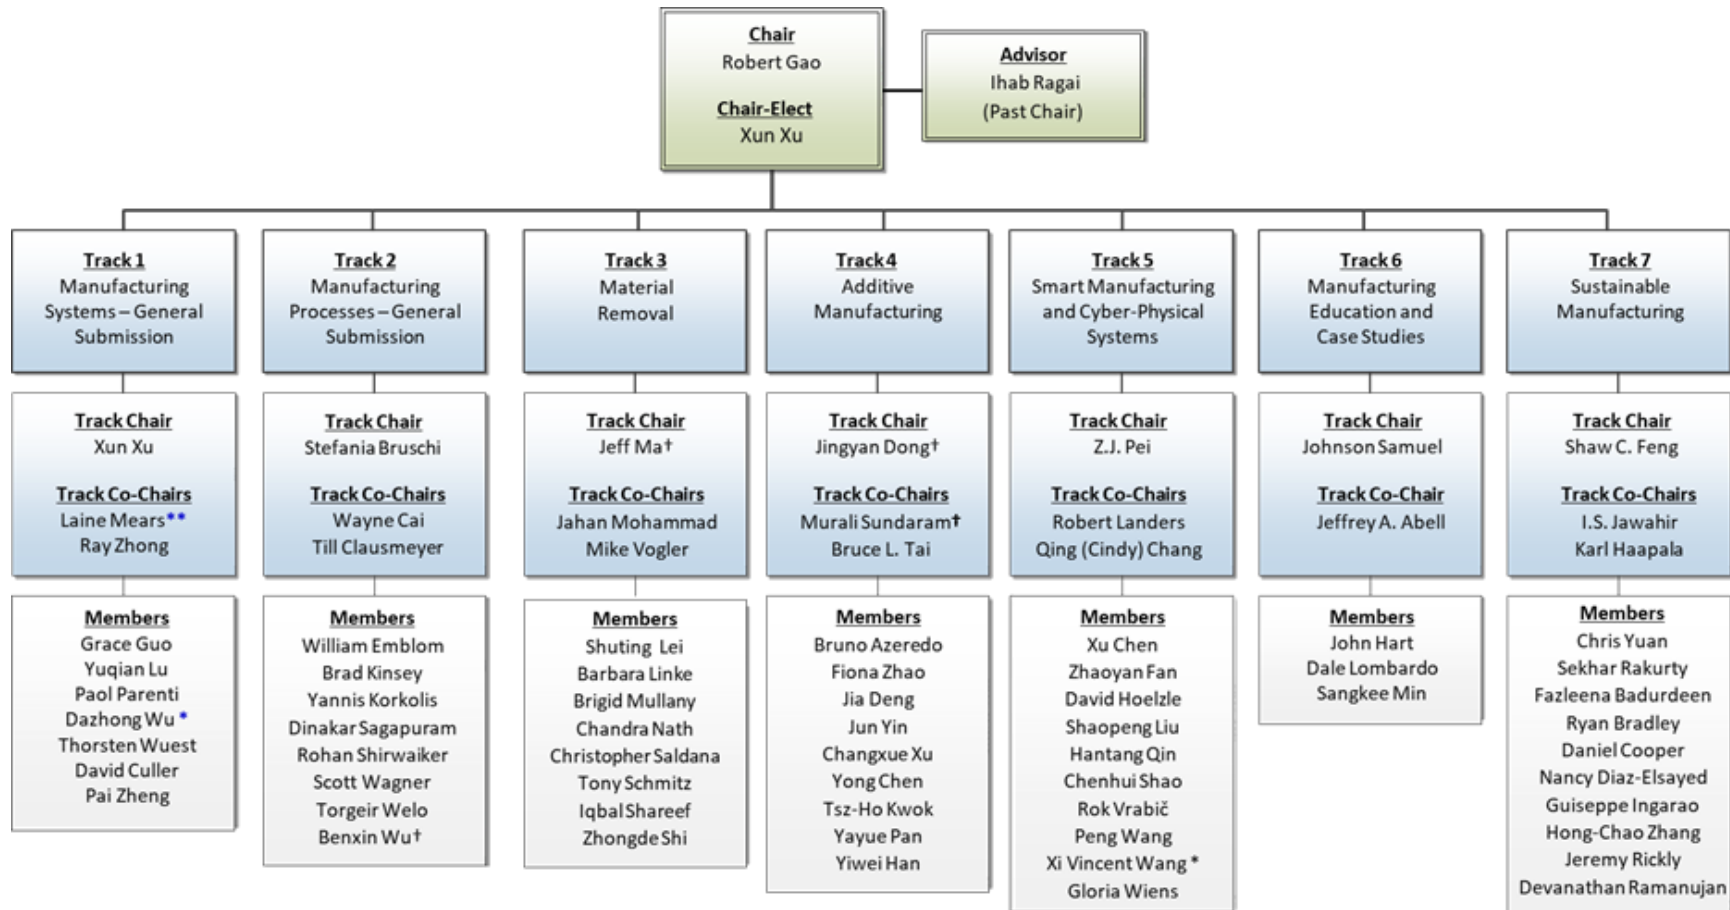 Chair
Robert Gao
Chair-Elect
Xun Xu
Advisor
Ihab Ragai
(Past Chair)
Track 1
Manufacturing
Systems – General
Submission
Track 2
Manufacturing
Processes – General
Submission
Track 3
Material
Removal
Track 4
Additive
Manufacturing
Track 5
Smart Manufacturing
and Cyber-Physical
Systems
Track 6
Manufacturing
Education and
Case Studies
Track 7
Sustainable
Manufacturing
Track Chair
Xun Xu
Track Co-Chairs
Laine Mears**
Ray Zhong
Track Chair
Stefania Bruschi
Track Co-Chairs
Wayne Cai
Till Clausmeyer
Track Chair
Jeff Ma†
Track Co-Chairs
Jahan Mohammad
Mike Vogler
Track Chair
Jingyan Dong†
Track Co-Chairs
Murali Sundaram†
Bruce L. Tai
Track Chair
Z.J. Pei
Track Co-Chairs
Robert Landers
Qing (Cindy) Chang
Track Chair
Johnson Samuel
Track Co-Chair
Jeffrey A. Abell
Track Chair
Shaw C. Feng
Track Co-Chairs
I.S. Jawahir
Karl Haapala
Members
Grace Guo
Yuqian Lu
Paol Parenti
Dazhong Wu *
Thorsten Wuest
David Culler
Pai Zheng
Members
William Emblom
Brad Kinsey
Yannis Korkolis
Dinakar Sagapuram
Rohan Shirwaiker
Scott Wagner
Torgeir Welo
Benxin Wu†
Members
Shuting Lei
Barbara Linke
Brigid Mullany
Chandra Nath
Christopher Saldana
Tony Schmitz
Iqbal Shareef
Zhongde Shi
Members
Bruno Azeredo
Fiona Zhao
Jia Deng
Jun Yin
Changxue Xu
Yong Chen
Tsz-Ho Kwok
Yayue Pan
Yiwei Han
Members
Xu Chen
Zhaoyan Fan
David Hoelzle
Shaopeng Liu
Hantang Qin
Chenhui Shao
Rok Vrabič
Peng Wang
Xi Vincent Wang *
Gloria Wiens
Members
John Hart
Dale Lombardo
Sangkee Min
Members
Chris Yuan
Sekhar Rakurty
Fazleena Badurdeen
Ryan Bradley
Daniel Cooper
Nancy Diaz-Elsayed
Guiseppe Ingarao
Hong-Chao Zhang
Jeremy Rickly
Devanathan Ramanujan